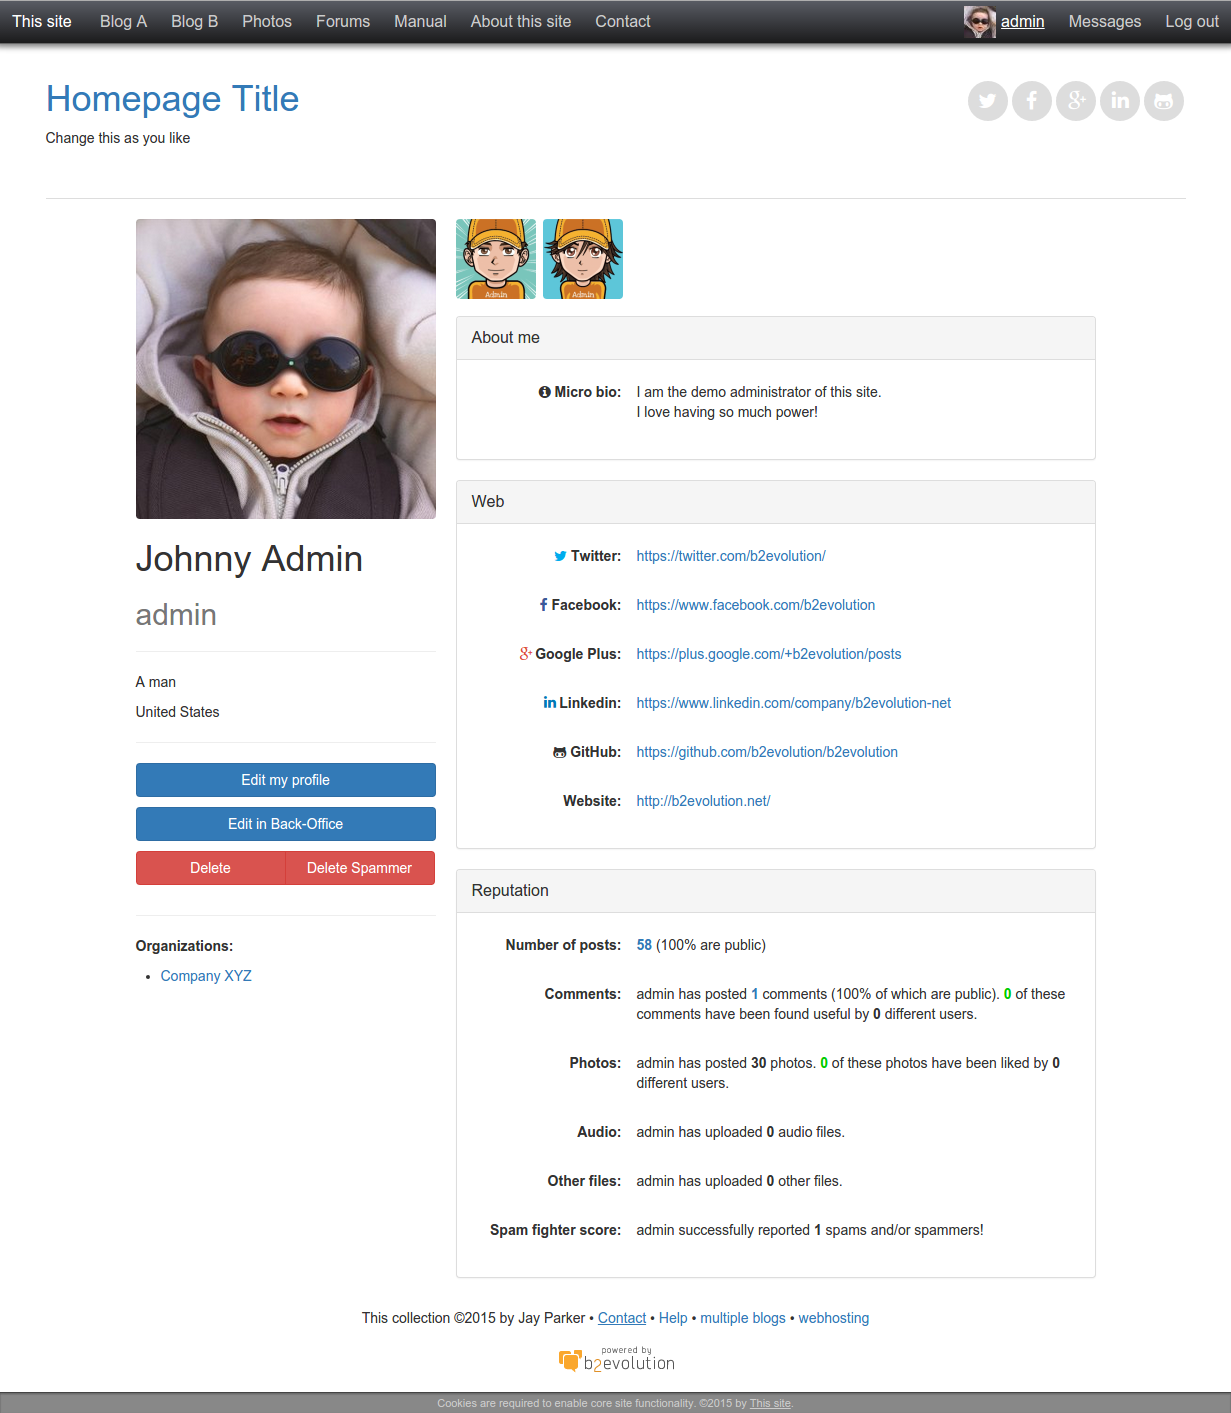 This site Blog A Blog B Photos Forums Manual About this site Contact admin Messages Log out
Homepage Title
Change this as you like
Admin Admin
About me
Micro bio: I am the demo administrator of this site.
I love having so much power!
Web
Twitter: https://twitter.com/b2evolution/
Facebook: https://www.facebook.com/b2evolution
Google Plus: https://plus.google.com/+b2evolution/posts
Linkedin: https://www.linkedin.com/company/b2evolution-net
GitHub: https://github.com/b2evolution/b2evolution
Website: http://b2evolution.net/
Johnny Admin
admin
A man
United States
Edit my profile
Edit in Back-Office
Delete Delete Spammer
Organizations:
• Company XYZ
Reputation
Number of posts: 58 (100% are public)
Comments: admin has posted 1 comments (100% of which are public). 0 of these
comments have been found useful by 0 different users.
Photos: admin has posted 30 photos. 0 of these photos have been liked by 0
different users.
Audio: admin has uploaded 0 audio files.
Other files: admin has uploaded 0 other files.
Spam fighter score: admin successfully reported 1 spams and/or spammers!
This collection ©2015 by Jay Parker • Contact • Help • multiple blogs • webhosting
powered by
b2evolution
Cookies are required to enable core site functionality. ©2015 by This site.